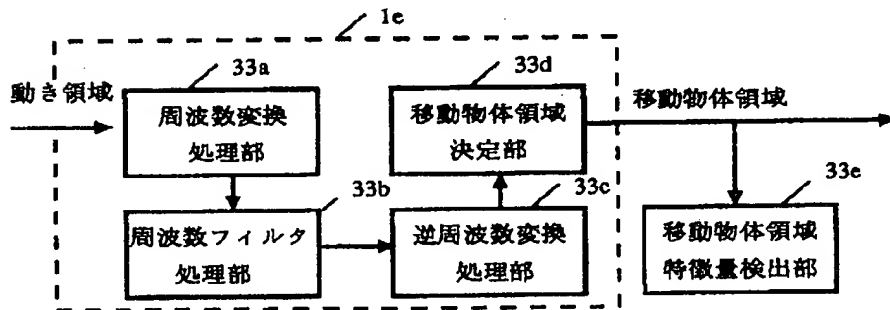 1e
動き領域
33a
周波数変換
処理部
33d
移動物体領域
決定部
移動物体領域
33b
周波数フィルタ
処理部
33c
逆周波数変換
処理部
33e
移動物体領域
特徴量検出部